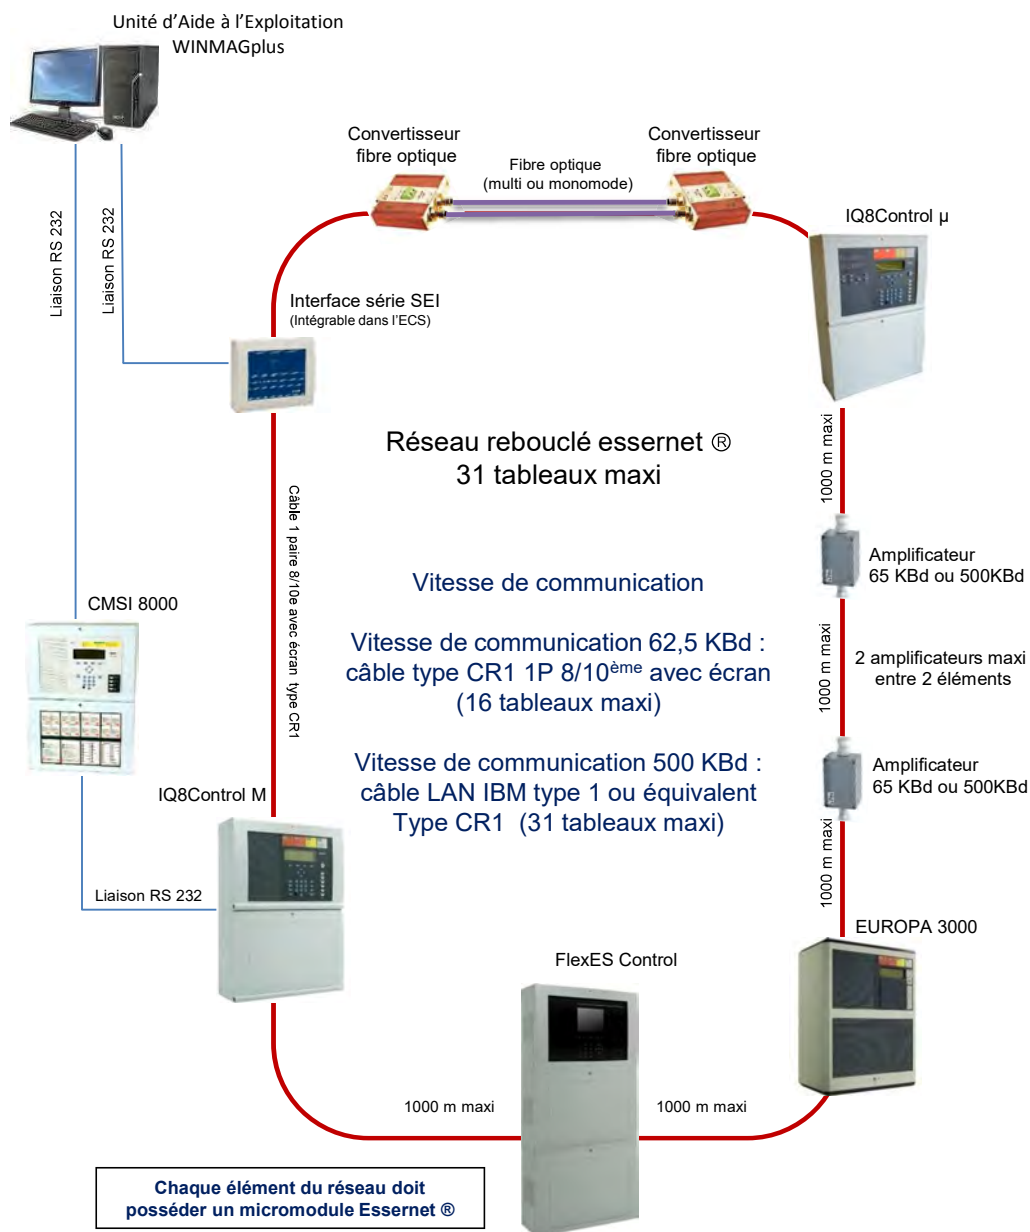 Unité d'Aide à l'Exploitation
WINMAGplus
Convertisseur
fibre optique
Fibre optique
(multi ou monomode)
Convertisseur
fibre optique
IQ8Control µ
Liaison RS 232
Liaison RS 232
Interface série SEI
(Intégrable dans l'ECS)
Réseau rebouclé essernet ®
31 tableaux maxi
1000 m maxi
Câble 1 paire 8/10e avec écran type CR1
Amplificateur
65 KBd ou 500KBd
Vitesse de communication
CMSI 8000
Vitesse de communication 62,5 KBd :
câble type CR1 1P 8/10ème avec écran
(16 tableaux maxi)
1000 m maxi
2 amplificateurs maxi
entre 2 éléments
Vitesse de communication 500 KBd :
câble LAN IBM type 1 ou équivalent
Type CR1 (31 tableaux maxi)
Amplificateur
65 KBd ou 500KBd
IQ8Control M
1000 m maxi
Liaison RS 232
EUROPA 3000
FlexES Control
1000 m maxi
1000 m maxi
Chaque élément du réseau doit
posséder un micromodule Essernet ®